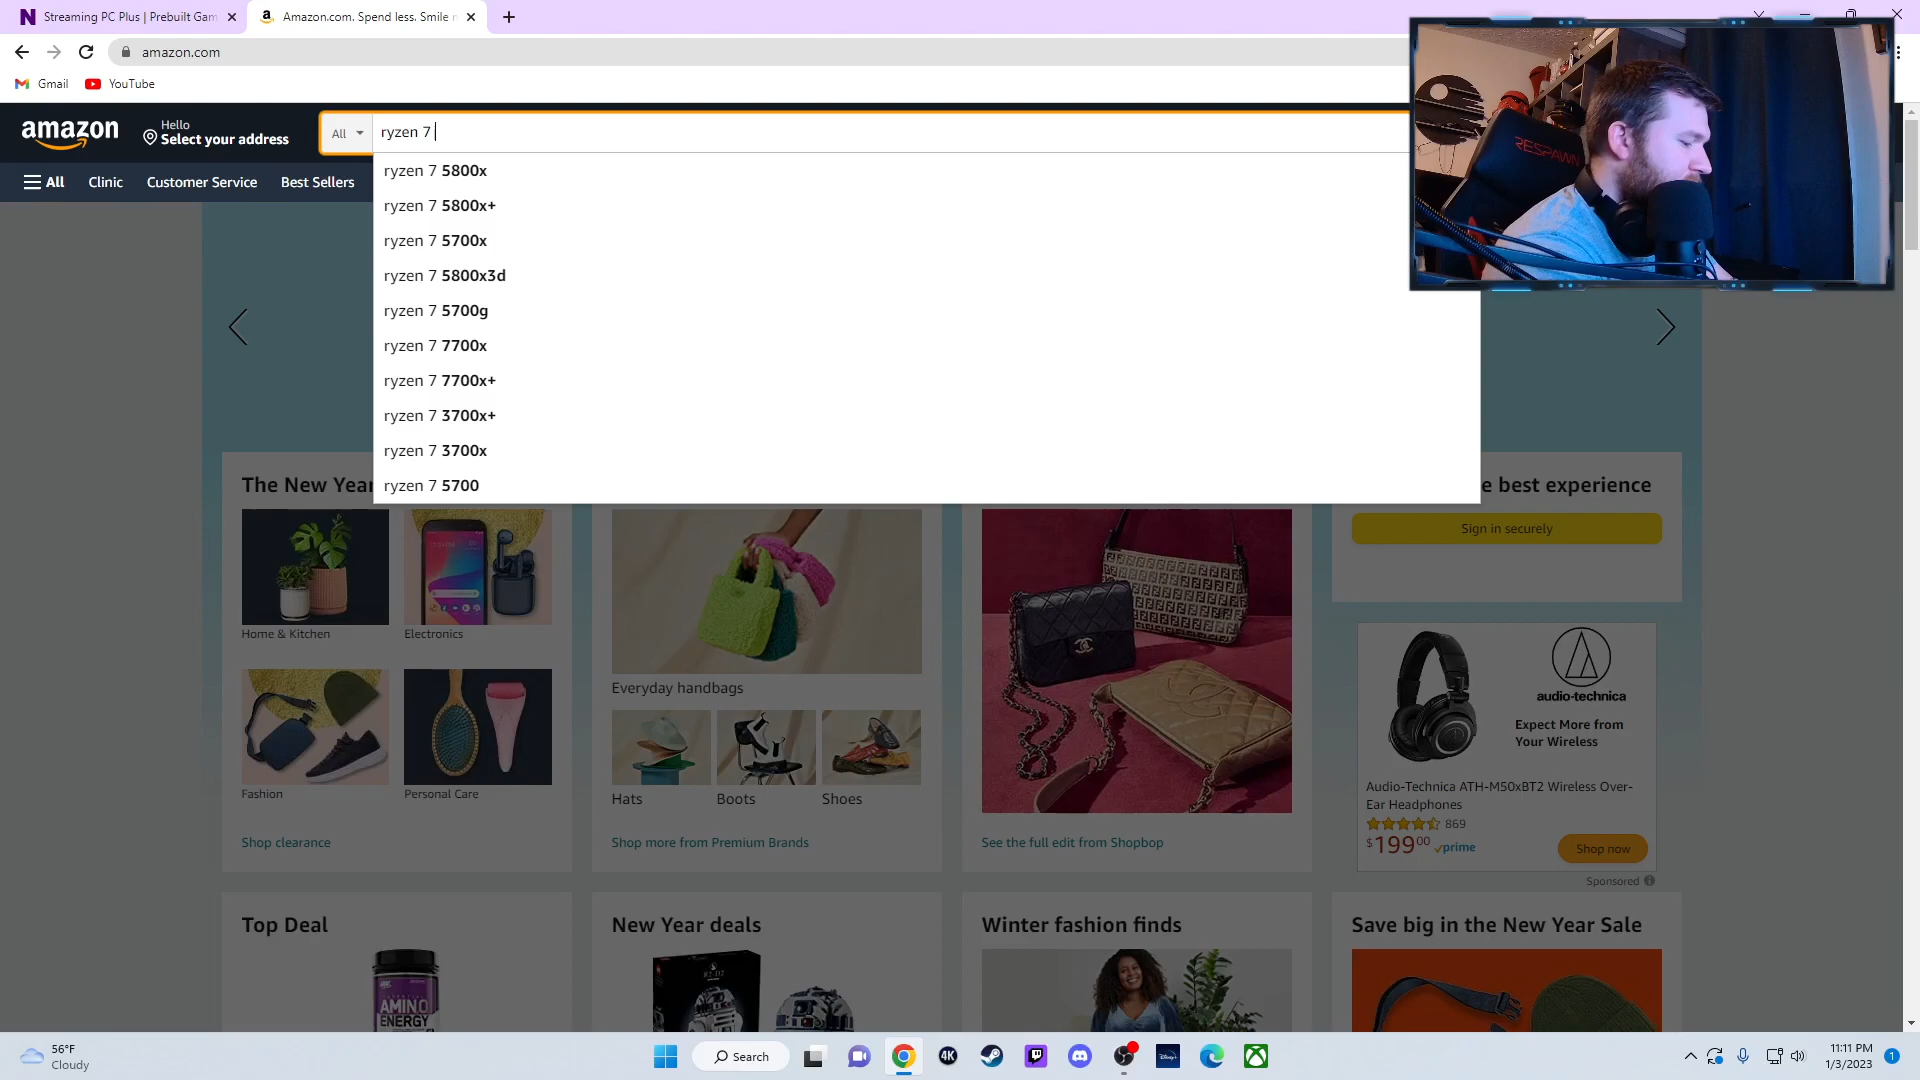 Streaming PC Plus | Prebuilt Gam
Amazon.com. Spend less. Smile m
amazon.com
Gmail
YouTube
amazon
Hello
Select your address
All
ryzen 7
RESPAWN
All
Clinic
Customer Service
Best Sellers
ryzen 7 5800x
ryzen 7 5800x+
ryzen 7 5700x
ryzen 7 5800x3d
ryzen 7 5700g
ryzen 7 7700x
ryzen 7 7700x+
ryzen 7 3700x+
ryzen 7 3700x
ryzen 7 5700
The New Year
e best experience
Sign in securely
Home & Kitchen
Electronics
Everyday handbags
Fashion
Personal Care
Hats
Boots
Shoes
audio-technica
Expect More from
Your Wireless
Audio-Technica ATH-M50xBT2 Wireless Over-
Ear Headphones
869
$199 00
prime
Shop now
Shop clearance
Shop more from Premium Brands
See the full edit from Shopbop
Sponsored
Top Deal
New Year deals
Winter fashion finds
Save big in the New Year Sale
R2-D2
AMINO
ENERGY
56°F
Cloudy
Search
4K
Disney+
11:11 PM
1/3/2023
1